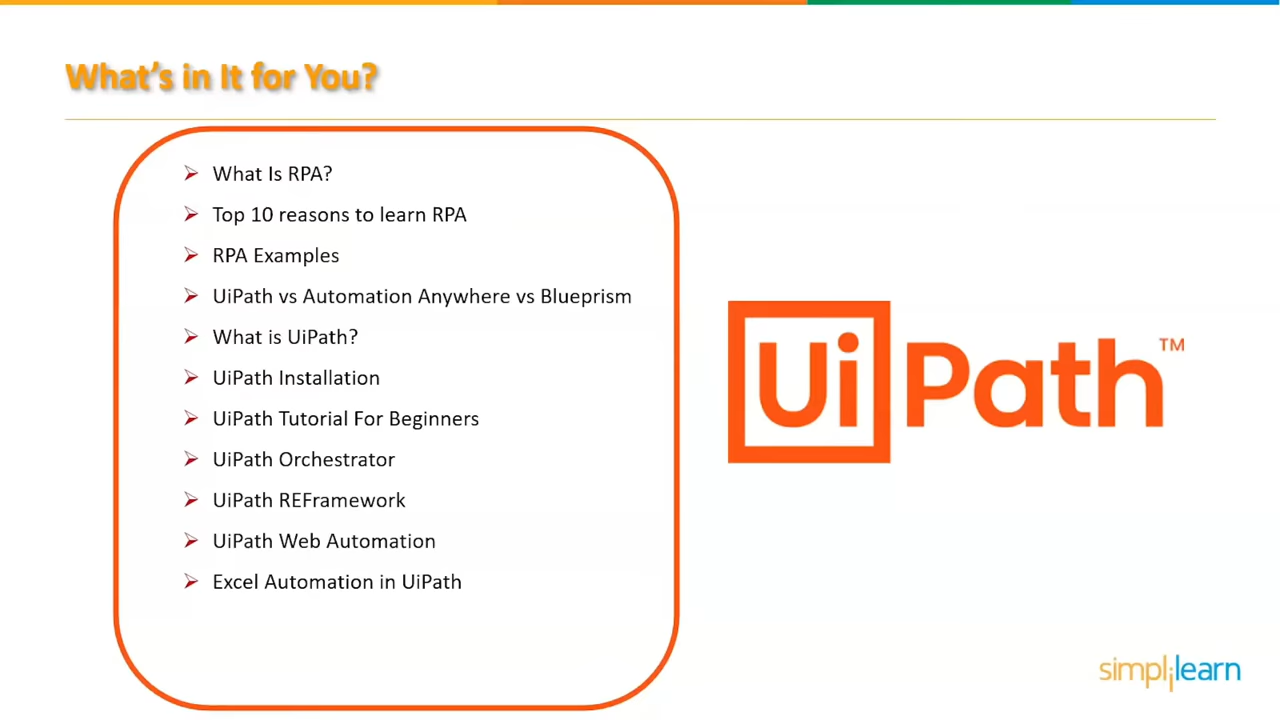 What's in It for You?
What Is RPA?
Top 10 reasons to learn RPA
RPA Examples
UiPath vs Automation Anywhere vs Blueprism
What is UiPath?
UiPath Installation
UiPath Tutorial For Beginners
UiPath Orchestrator
UiPath REFramework
UiPath Web Automation
Excel Automation in UiPath
UiPath™
simplilearn